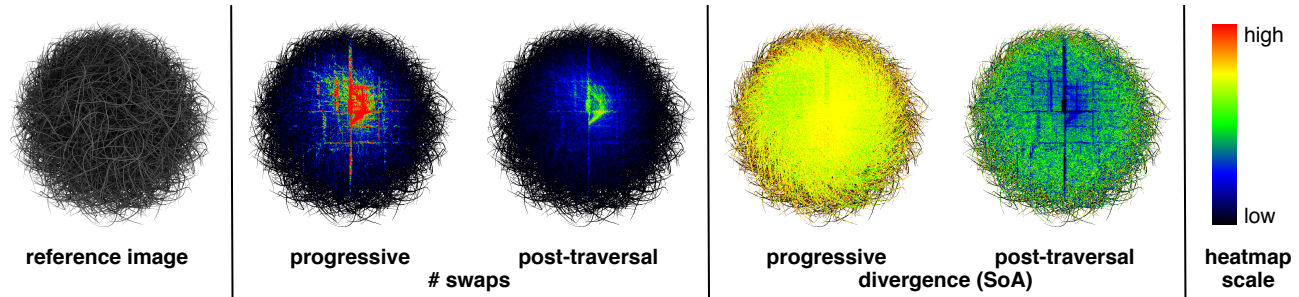 high
low
reference image
progressive
post-traversal
# swaps
progressive
post-traversal
divergence (SoA)
heatmap
scale